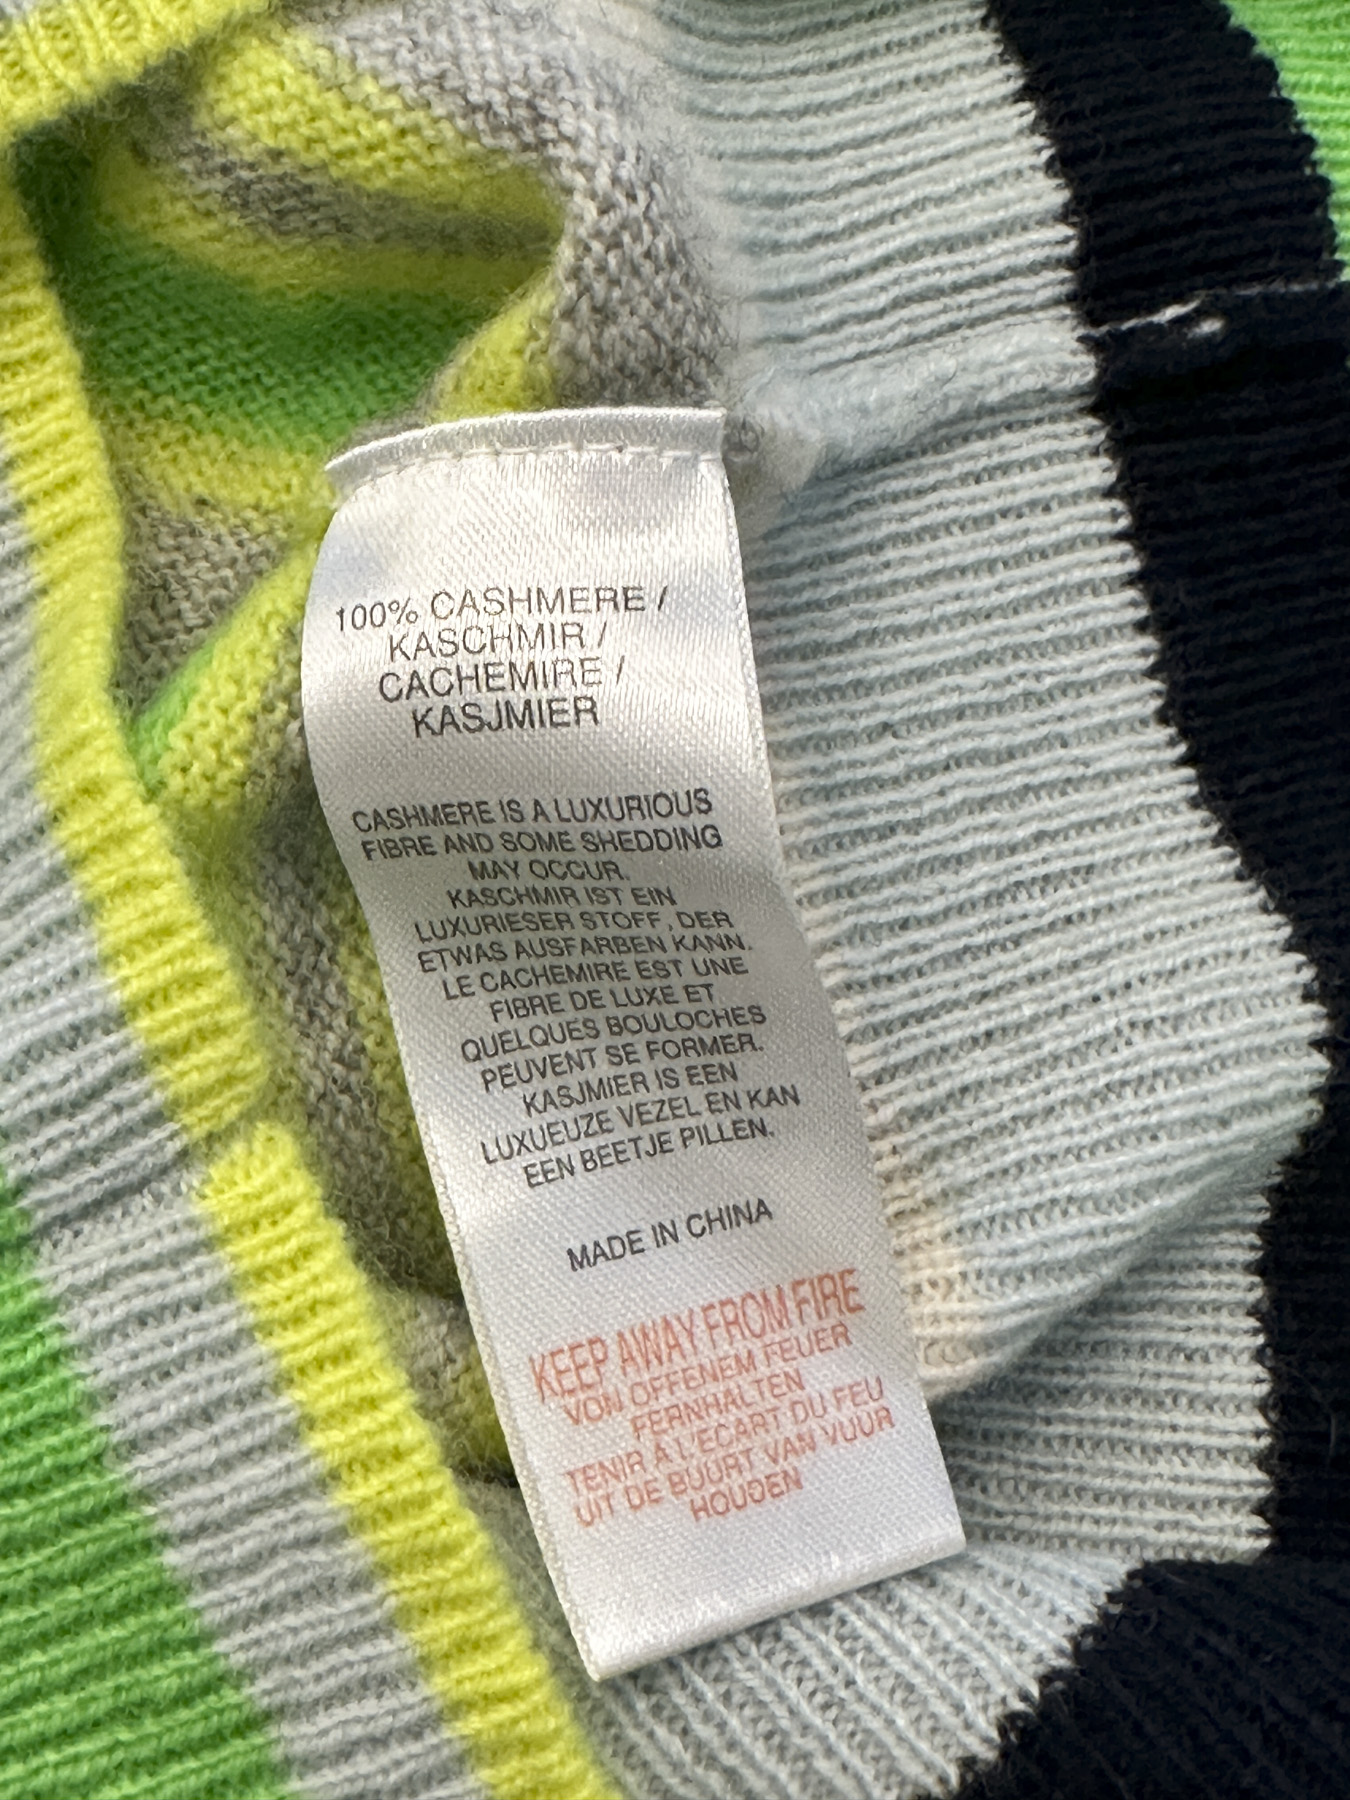 100% CASHMERE /
KASCHMIR /
CACHEMIRE /
KASJMIER
CASHMERE IS A LUXURIOUS
FIBRE AND SOME SHEDDING
MAY OCCUR.
KASCHMIR IST EIN
LUXURIESER STOFF, DER
ETWAS AUSFARBEN KANN.
LE CACHEMIRE EST UNE
FIBRE DE LUXE ET
QUELQUES BOULOCHES
PEUVENT SE FORMER.
KASJMIER IS EEN
LUXUEUZE VEZEL EN KAN
EEN BEETJE PILLEN.
MADE IN CHINA
KEEP AWAY FROM FIRE
VON OFFENEM FEUER
FERNHALTEN
TENIR À L'ECART DU FEU
UIT DE BUURT VAN VUUR
HOUDEN